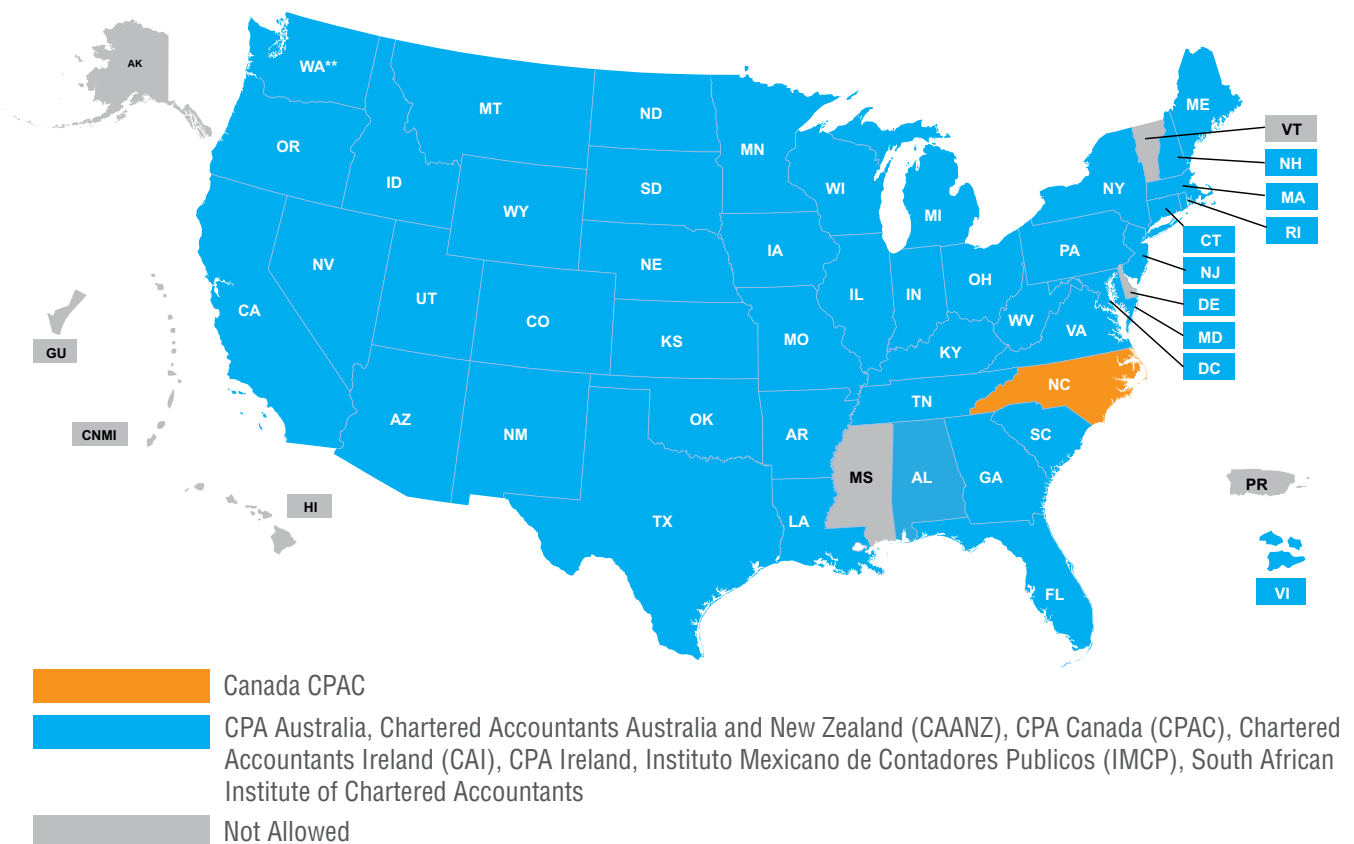 AK
WA**
MT
ND
MN
ME
VT
OR
ID
WY
SD
WI
MI
NY
NH
MA
RI
CT
NV
UT
CO
NE
IA
IL
IN
OH
PA
NJ
CA
KS
MO
KY
WV
VA
DE
MD
DC
GU
CNMI
HI
AZ
NM
OK
AR
TN
NC
SC
TX
LA
MS
AL
GA
FL
PR
VI
Canada CPAC
CPA Australia, Chartered Accountants Australia and New Zealand (CAANZ), CPA Canada (CPAC), Chartered
Accountants Ireland (CAI), CPA Ireland, Instituto Mexicano de Contadores Publicos (IMCP), South African
Institute of Chartered Accountants
Not Allowed